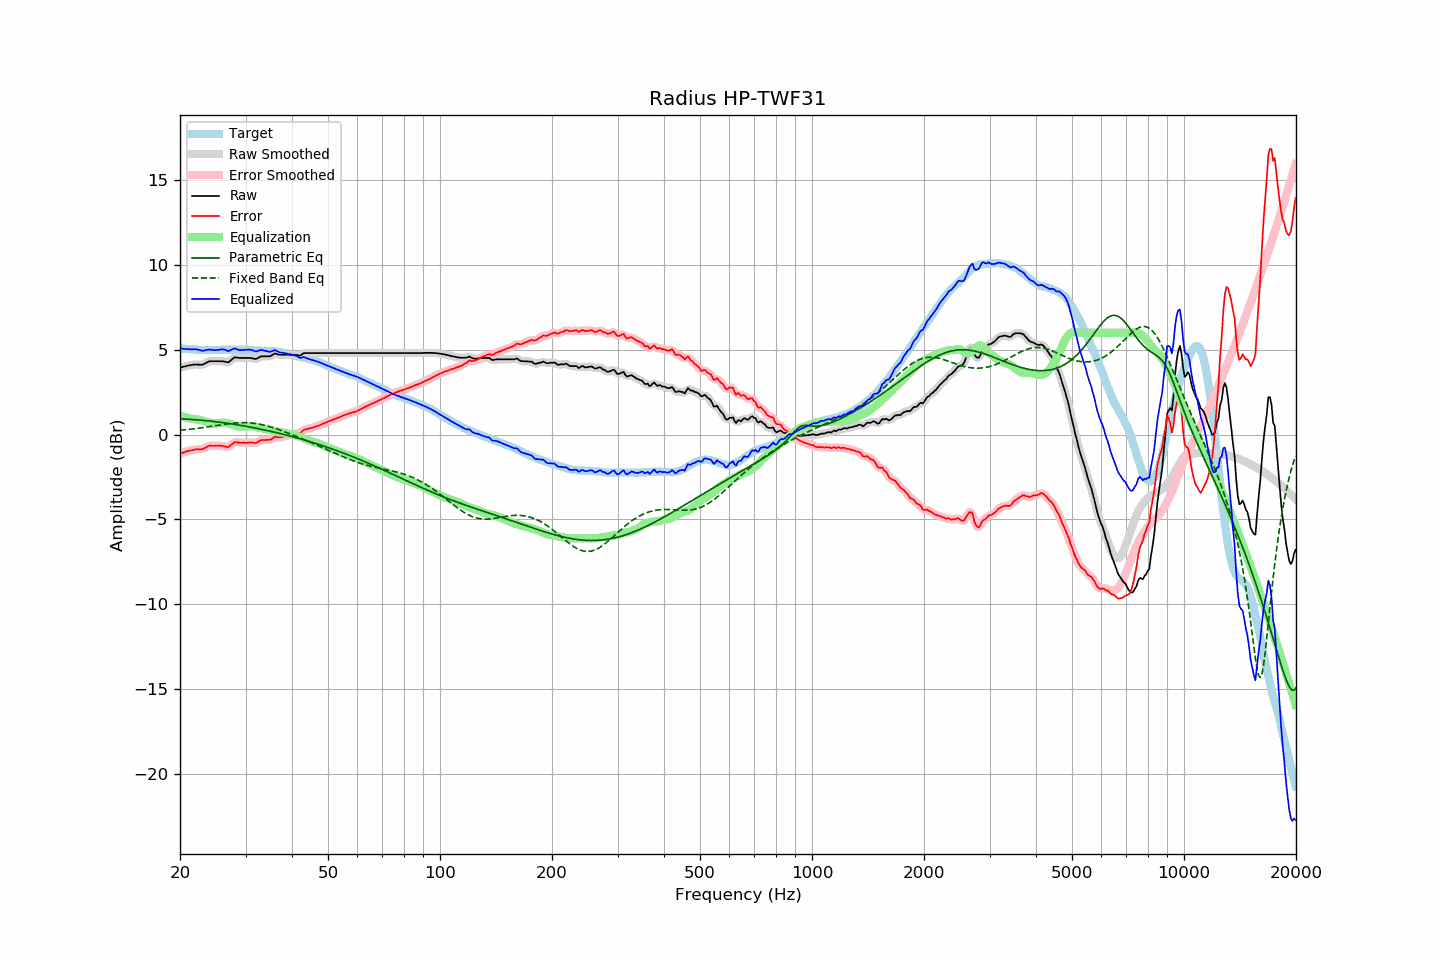 Radius HP-TWF31
Target
Raw Smoothed
Error Smoothed
Raw
Error
Equalization
Parametric Eq
Fixed Band Eq
Equalized
Amplitude (dBr)
15
10
5
0
−5
−10
−15
−20
20 50 100 200 500 1000 2000 5000 10000 20000
Frequency (Hz)